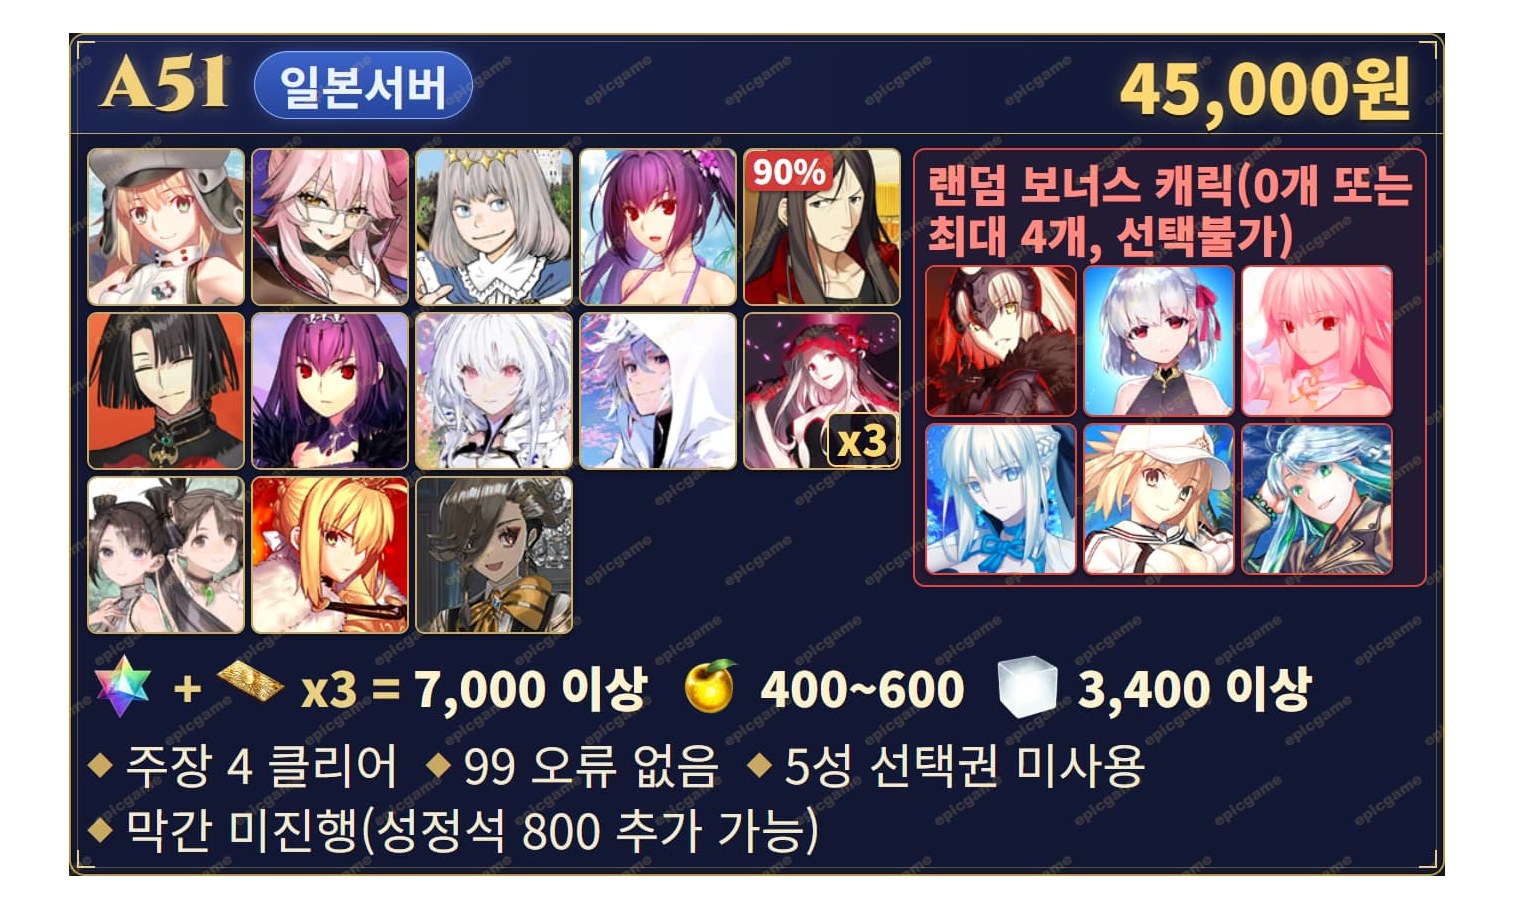 A51 일본서버 45,000원
90%
랜덤 보너스 캐릭(0개 또는
최대 4개, 선택불가)
x3
+ x3 = 7,000 이상 400~600 3,400 이상
◆ 주장 4 클리어 ◆ 99 오류 없음 ◆ 5성 선택권 미사용
◆ 막간 미진행(성정석 800 추가 가능)
epicgame